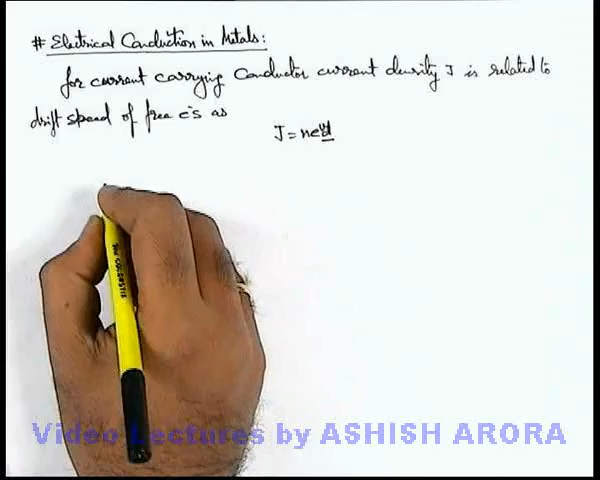 # Electrical Conduction in Metals:
for current carrying Conductor current density J is related to
drift speed of free e⁻s as
J = nevd
Video Lectures by ASHISH ARORA